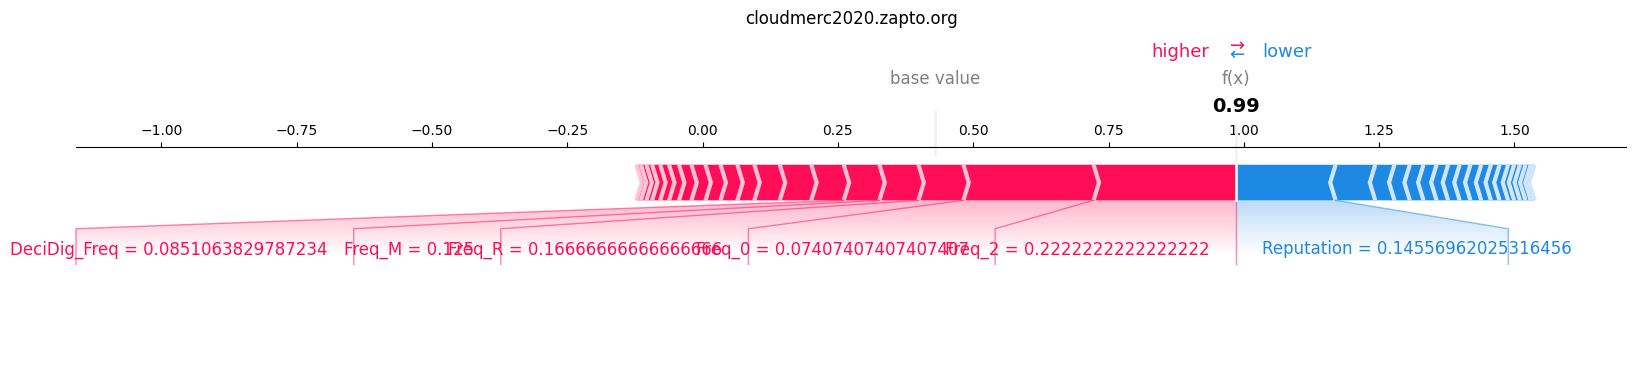 cloudmerc2020.zapto.org
higher ⇄ lower
base value f(x)
0.99
−1.00 −0.75 −0.50 −0.25 0.00 0.25 0.50 0.75 1.00 1.25 1.50
DeciDig_Freq = 0.0851063829787234 Freq_M = 0.125 Freq_R = 0.16666666666666666 Freq_0 = 0.07407407407407407 Freq_2 = 0.2222222222222222 Reputation = 0.14556962025316456